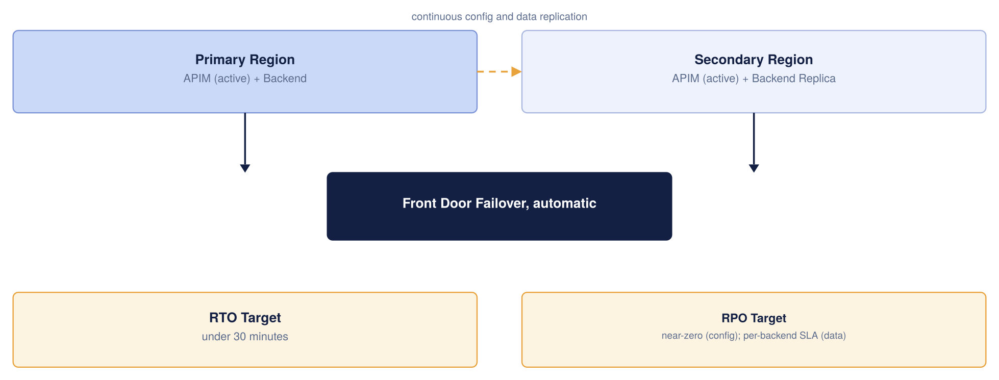 continuous config and data replication
Primary Region
APIM (active) + Backend
Secondary Region
APIM (active) + Backend Replica
Front Door Failover, automatic
RTO Target
under 30 minutes
RPO Target
near-zero (config); per-backend SLA (data)